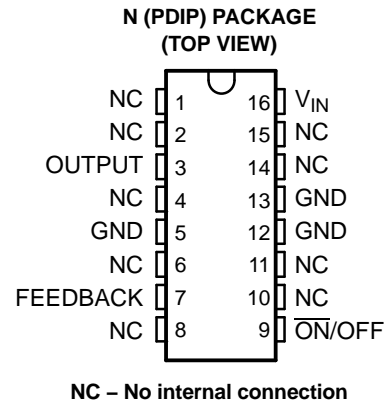 N (PDIP) PACKAGE
(TOP VIEW)
NC 1 16 V_IN
NC 2 15 NC
OUTPUT 3 14 NC
NC 4 13 GND
GND 5 12 GND
NC 6 11 NC
FEEDBACK 7 10 NC
NC 8 9 O̅N̅/OFF
NC – No internal connection